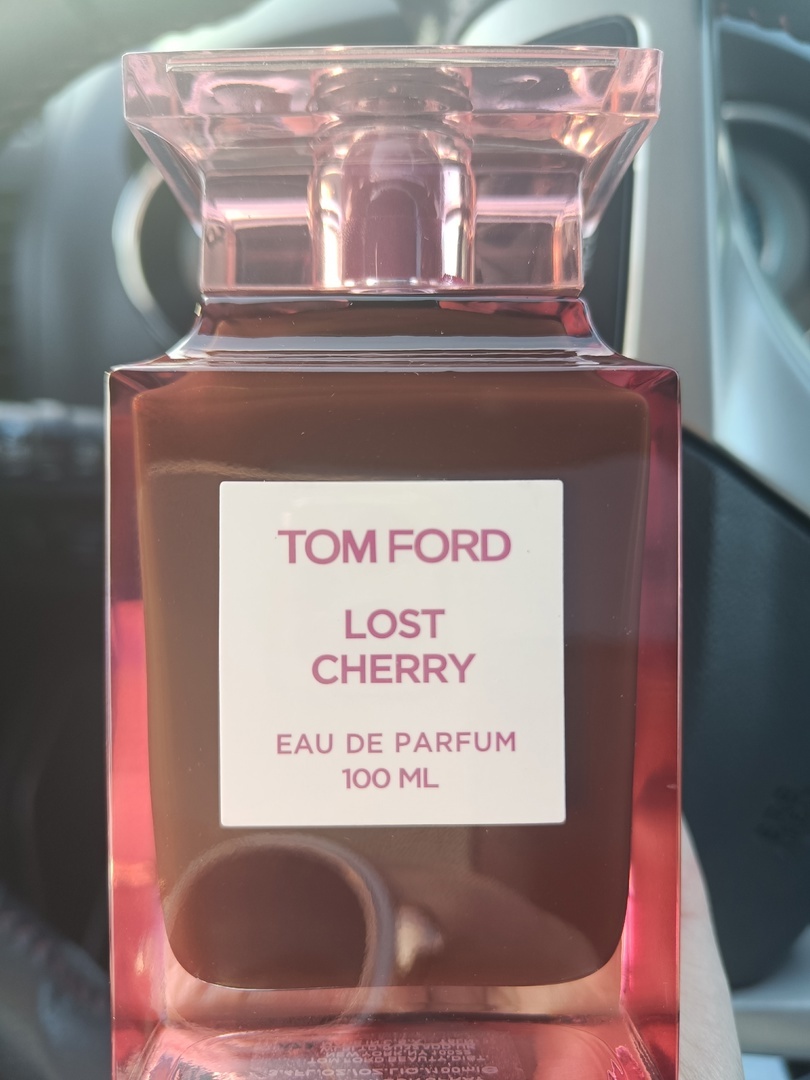 TOM FORD
LOST
CHERRY
EAU DE PARFUM
100 ML